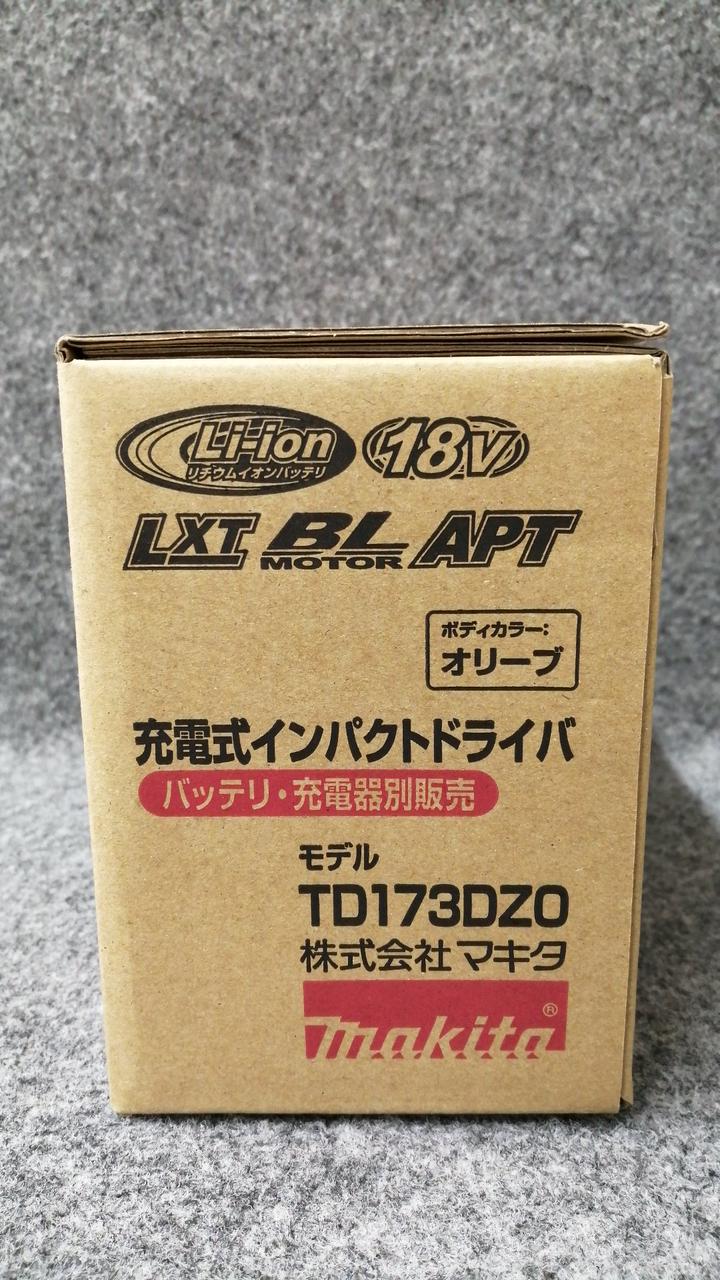 Li-ion 18V
リチウムイオンバッテリ
LXT BL MOTOR APT
ボディカラー:
オリーブ
充電式インパクトドライバ
バッテリ・充電器別販売
モデル
TD173DZO
株式会社マキタ
makita®